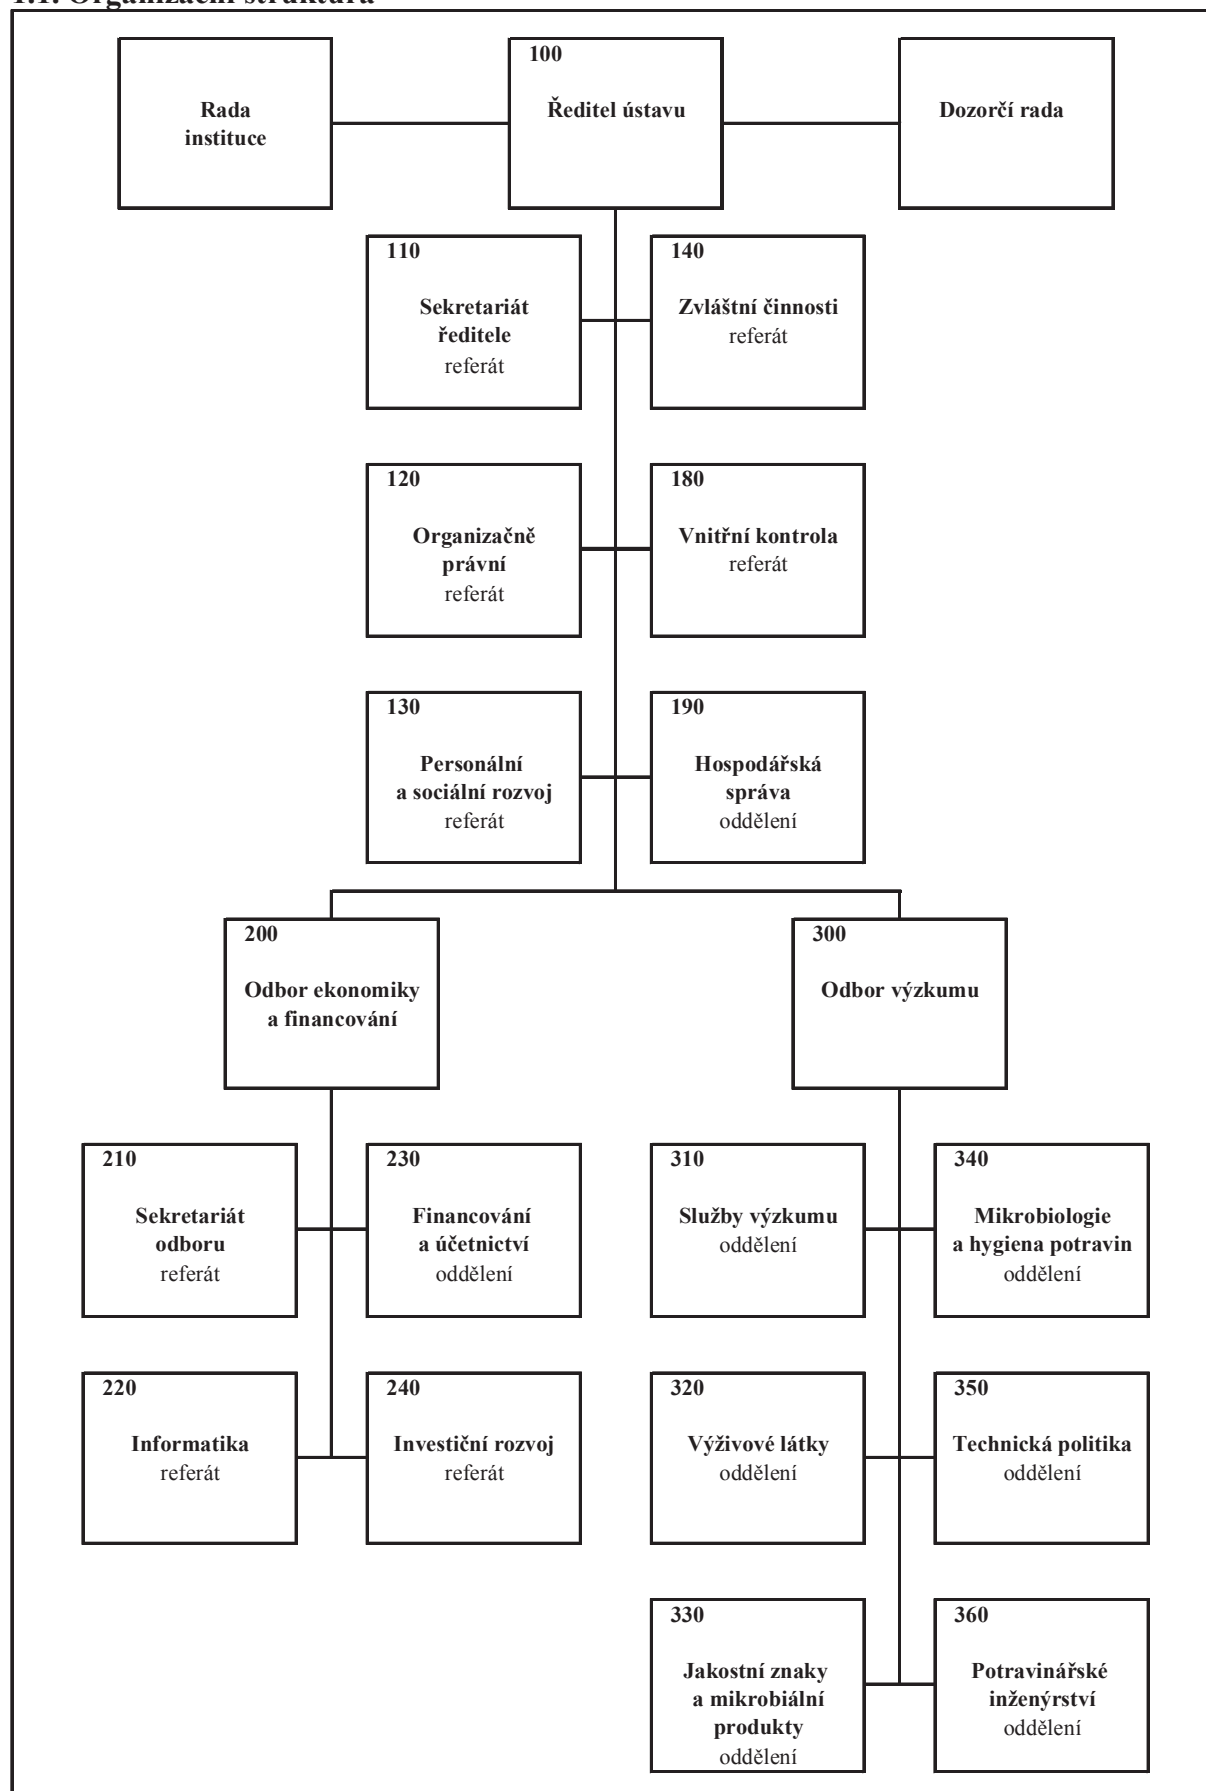 1.1. Organizační struktura
Rada
instituce
100
Ředitel ústavu
Dozorčí rada
110
Sekretariát
ředitele
referát
140
Zvláštní činnosti
referát
120
Organizačně
právní
referát
180
Vnitřní kontrola
referát
130
Personální
a sociální rozvoj
referát
190
Hospodářská
správa
oddělení
200
Odbor ekonomiky
a financování
300
Odbor výzkumu
210
Sekretariát
odboru
referát
230
Financování
a účetnictví
oddělení
310
Služby výzkumu
oddělení
340
Mikrobiologie
a hygiena potravin
oddělení
220
Informatika
referát
240
Investiční rozvoj
referát
320
Výživové látky
oddělení
350
Technická politika
oddělení
330
Jakostní znaky
a mikrobiální
produkty
oddělení
360
Potravinářské
inženýrství
oddělení